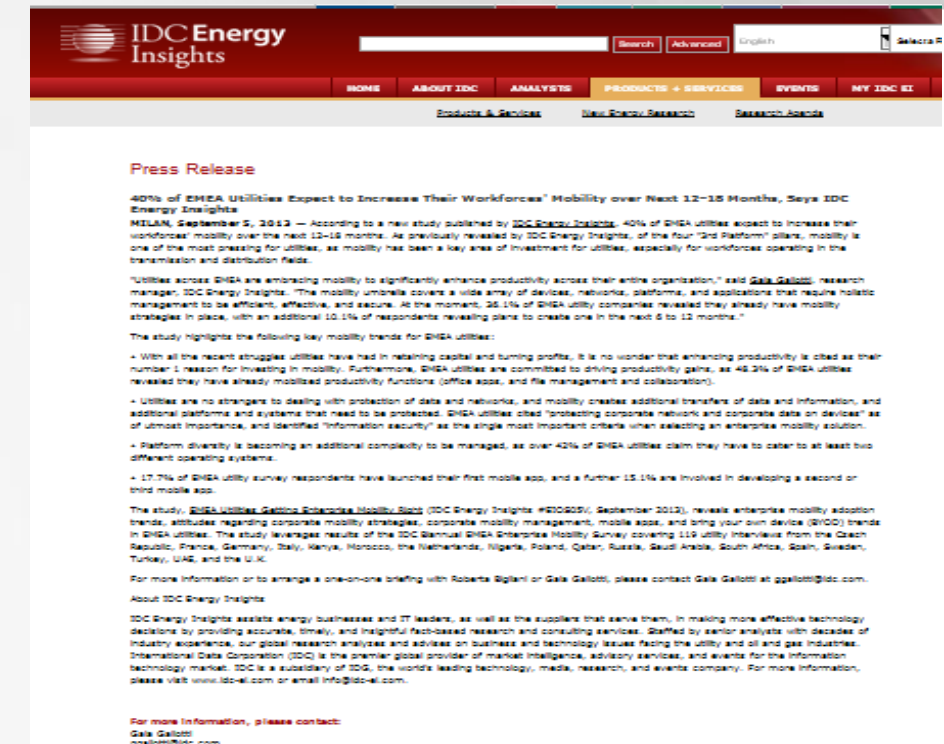 IDC Energy
Insights
Search Advanced English Select a
HOME ABOUT IDC ANALYSTS PRODUCTS + SERVICES EVENTS MY IDC EI
Products & Services New Energy Research Research Agenda
Press Release
40% of EMEA Utilities Expect to Increase Their Workforces' Mobility over Next 12-18 Months, Says IDC
Energy Insights
MILAN, September 5, 2013 — According to a new study published by IDC Energy Insights, 40% of EMEA utilities expect to increase their
workforces' mobility over the next 12-18 months. As previously revealed by IDC Energy Insights, of the four "3rd Platform" pillars, mobility is
one of the most pressing for utilities, as mobility has been a key area of investment for utilities, especially for workforces operating in the
transmission and distribution fields.
"Utilities across EMEA are embracing mobility to significantly enhance productivity across their entire organization," said Gaia Gallotti, research
manager, IDC Energy Insights. "The mobility umbrella covers a wide array of devices, networks, platforms, and applications that require holistic
management to be efficient, effective, and secure. At the moment, 36.1% of EMEA utility companies revealed they already have mobility
strategies in place, with an additional 10.1% of respondents revealing plans to create one in the next 6 to 12 months."
The study highlights the following key mobility trends for EMEA utilities:
• With all the recent struggles utilities have had in retaining capital and turning profits, it is no wonder that enhancing productivity is cited as their
number 1 reason for investing in mobility. Furthermore, EMEA utilities are committed to driving productivity gains, as 48.3% of EMEA utilities
revealed they have already mobilized productivity functions (office apps, and file management and collaboration).
• Utilities are no strangers to dealing with protection of data and networks, and mobility creates additional transfers of data and information, and
additional platforms and systems that need to be protected. EMEA utilities cited "protecting corporate network and corporate data on devices" as
of utmost importance, and identified "information security" as the single most important criteria when selecting an enterprise mobility solution.
• Platform diversity is becoming an additional complexity to be managed, as over 42% of EMEA utilities claim they have to cater to at least two
different operating systems.
• 17.7% of EMEA utility survey respondents have launched their first mobile app, and a further 15.1% are involved in developing a second or
third mobile app.
The study, EMEA Utilities Getting Enterprise Mobility Right (IDC Energy Insights #EIOS05V, September 2013), reveals enterprise mobility adoption
trends, attitudes regarding corporate mobility strategies, corporate mobility management, mobile apps, and bring your own device (BYOD) trends
in EMEA utilities. The study leverages results of the IDC Biannual EMEA Enterprise Mobility Survey covering 119 utility interviews from the Czech
Republic, France, Germany, Italy, Kenya, Morocco, the Netherlands, Nigeria, Poland, Qatar, Russia, Saudi Arabia, South Africa, Spain, Sweden,
Turkey, UAE, and the U.K.
For more information or to arrange a one-on-one briefing with Roberta Bigliani or Gaia Gallotti, please contact Gaia Gallotti at ggallotti@idc.com.
About IDC Energy Insights
IDC Energy Insights assists energy businesses and IT leaders, as well as the suppliers that serve them, in making more effective technology
decisions by providing accurate, timely, and insightful fact-based research and consulting services. Staffed by senior analysts with decades of
industry experience, our global research analyzes and advises on business and technology issues facing the utility and oil and gas industries.
International Data Corporation (IDC) is the premier global provider of market intelligence, advisory services, and events for the information
technology market. IDC is a subsidiary of IDG, the world's leading technology, media, research, and events company. For more information,
please visit www.idc-ei.com or email info@idc-ei.com.
For more information, please contact:
Gaia Gallotti
ggallotti@idc.com